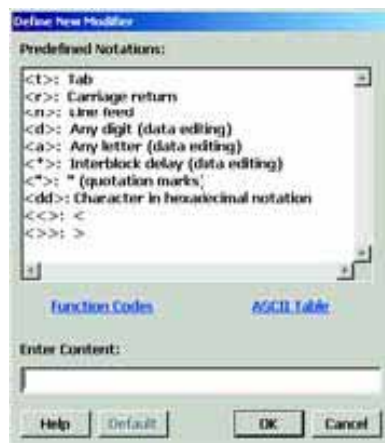 Define New Modifier
Predefined Notations:
<t>: Tab
<r>: Carriage return
<n>: Line feed
<d>: Any digit (data editing)
<a>: Any letter (data editing)
<*>: Interblock delay (data editing)
<">: " (quotation marks)
<dd>: Character in hexadecimal notation
<<>: <
<>>: >
Function Codes ASCII Table
Enter Content:
Help Default OK Cancel